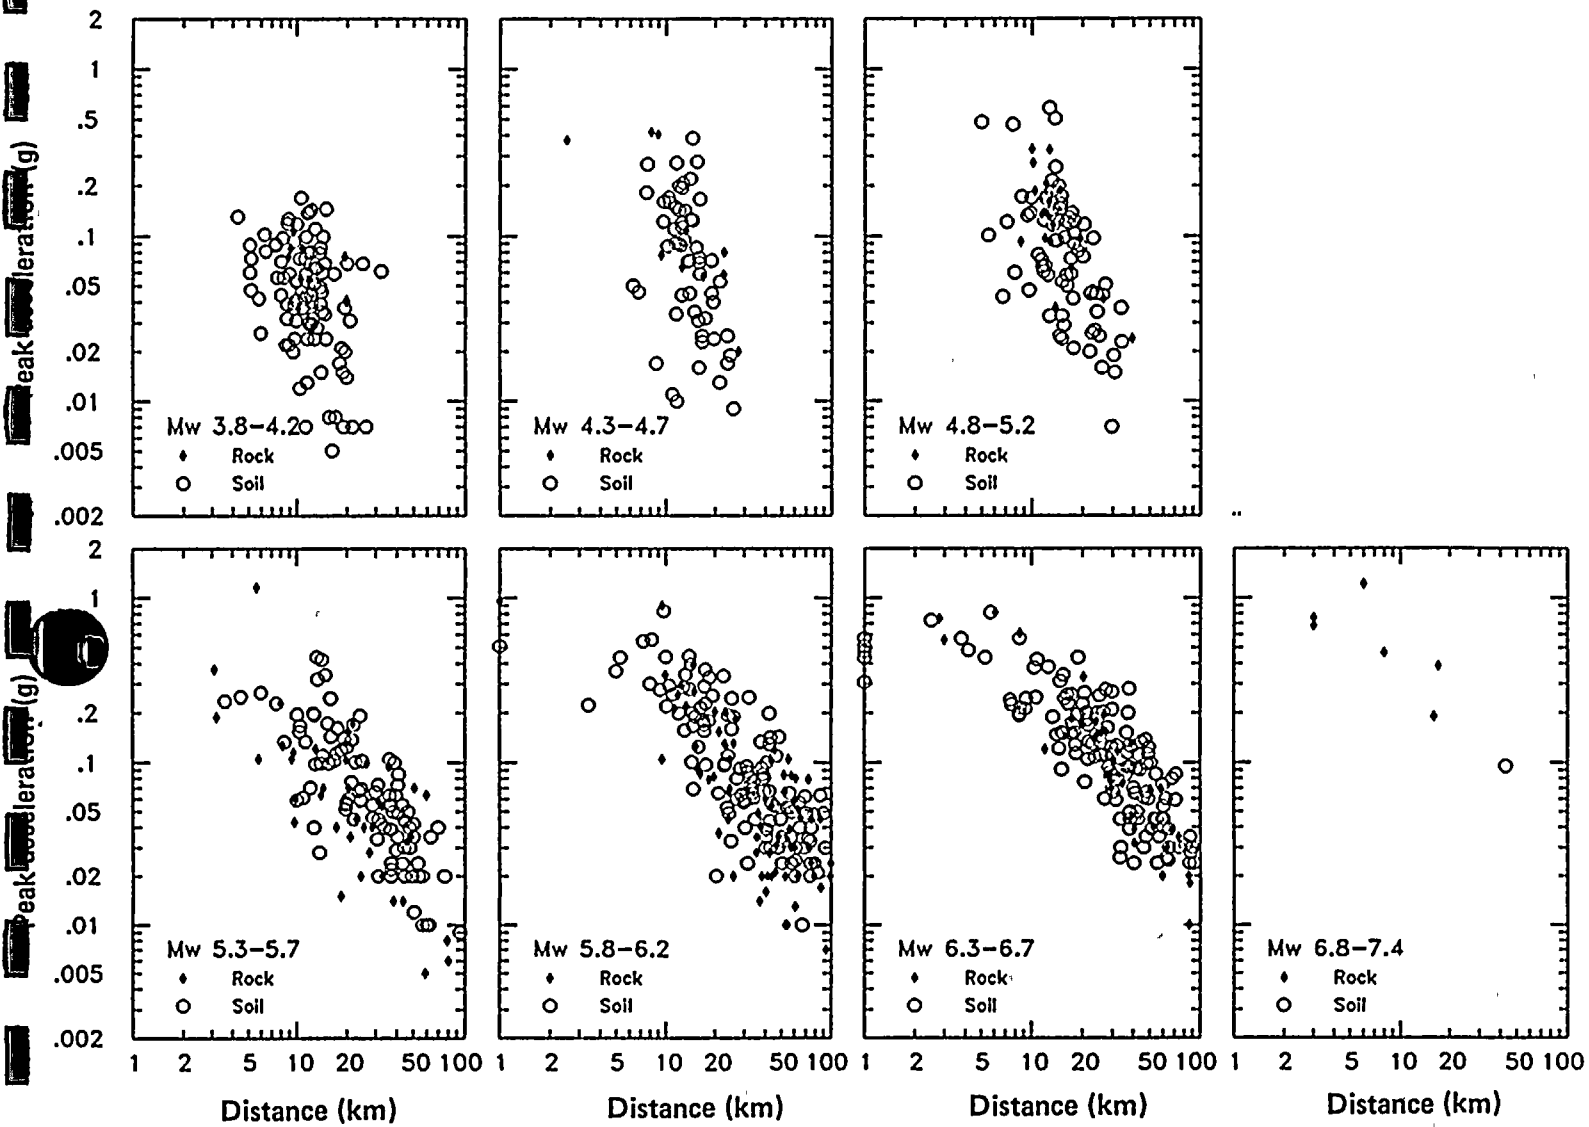 2
1
.5
.2
.1
.05
.02
.01
.005
.002
Peak acceleration (g)
Mw 3.8–4.2
Rock
Soil
Mw 4.3–4.7
Rock
Soil
Mw 4.8–5.2
Rock
Soil
2
1
.5
.2
.1
.05
.02
.01
.005
.002
Peak acceleration (g)
Mw 5.3–5.7
Rock
Soil
Mw 5.8–6.2
Rock
Soil
Mw 6.3–6.7
Rock
Soil
Mw 6.8–7.4
Rock
Soil
1 2 5 10 20 50 100
2 5 10 20 50 100
2 5 10 20 50 100
1 2 5 10 20 50 100
Distance (km)
Distance (km)
Distance (km)
Distance (km)